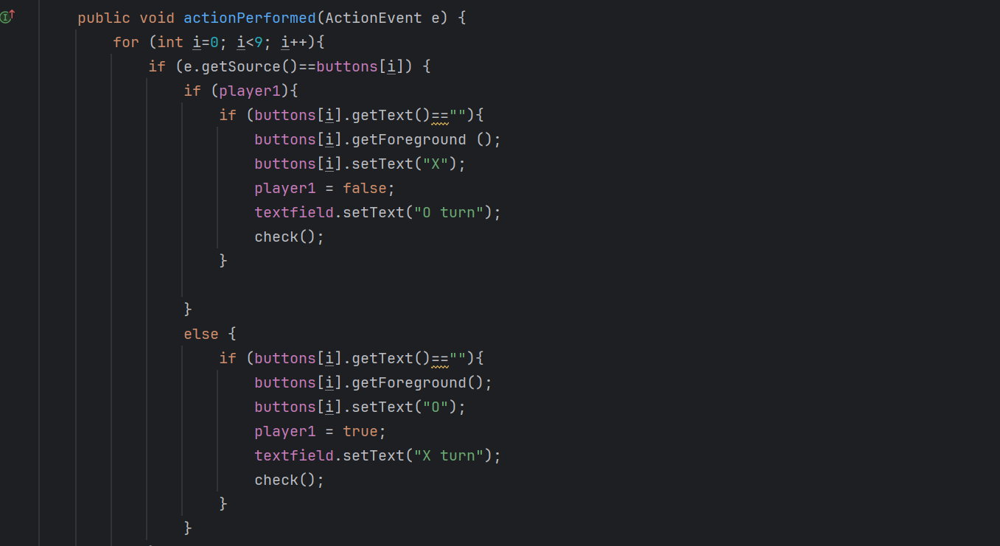 public void actionPerformed(ActionEvent e) {
for (int i=0; i<9; i++){
if (e.getSource()==buttons[i]) {
if (player1){
if (buttons[i].getText()==""){
buttons[i].getForeground ();
buttons[i].setText("X");
player1 = false;
textfield.setText("O turn");
check();
}
}
else {
if (buttons[i].getText()==""){
buttons[i].getForeground();
buttons[i].setText("O");
player1 = true;
textfield.setText("X turn");
check();
}
}